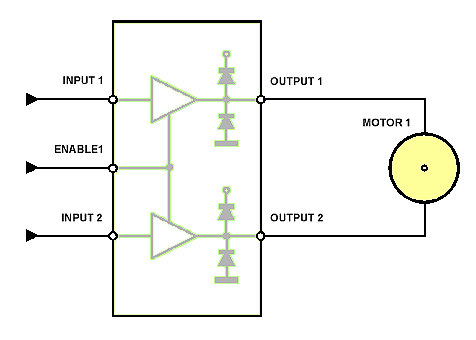 INPUT 1
OUTPUT 1
MOTOR 1
ENABLE1
INPUT 2
OUTPUT 2